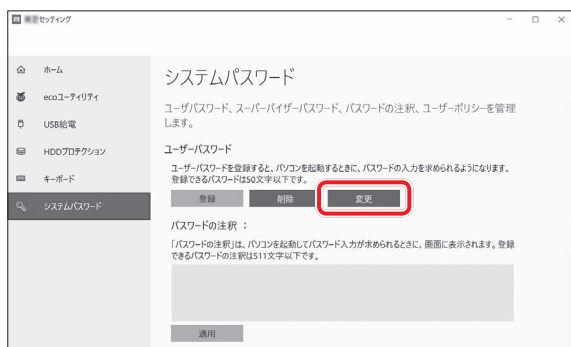 セッティング
ホーム
ecoユーティリティ
USB給電
HDDプロテクション
キーボード
システムパスワード
システムパスワード
ユーザパスワード、スーパーバイザーパスワード、パスワードの注釈、ユーザーポリシーを管理
します。
ユーザーパスワード
ユーザーパスワードを登録すると、パソコンを起動するときに、パスワードの入力を求められるようになります。
登録できるパスワードは50文字以下です。
登録 削除 変更
パスワードの注釈 :
「パスワードの注釈」は、パソコンを起動してパスワード入力が求められるときに、画面に表示されます。登録
できるパスワードの注釈は511文字以下です。
適用